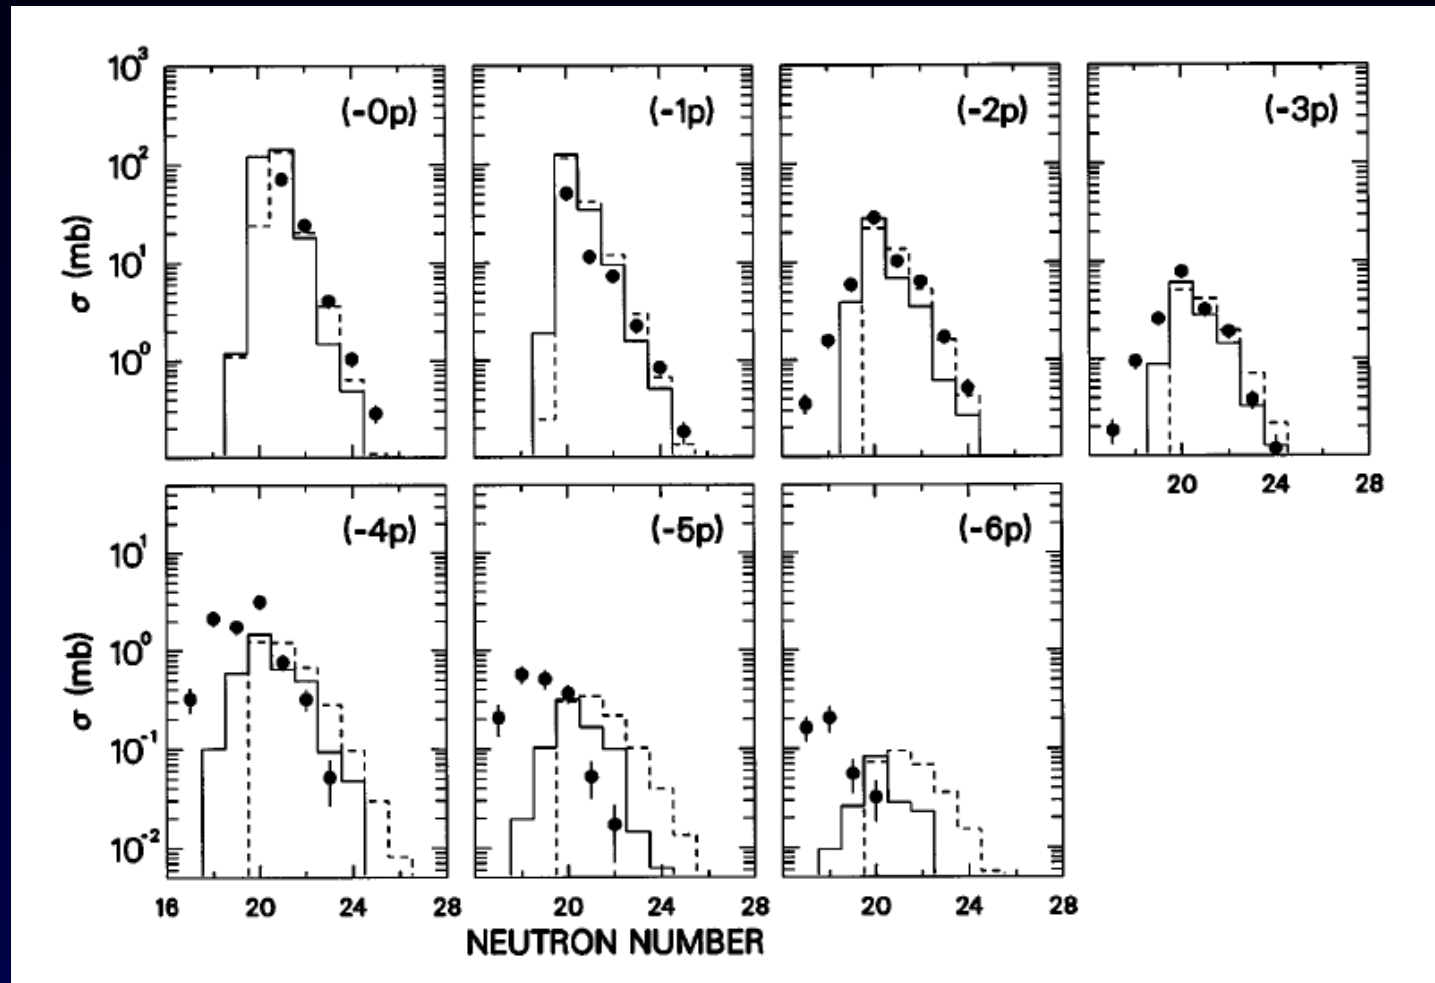 10³
10²
10¹
10⁰
σ (mb)
(-0p)
(-1p)
(-2p)
(-3p)
20 24 28
10¹
10⁰
10⁻¹
10⁻²
σ (mb)
(-4p)
(-5p)
(-6p)
16 20 24 28
20 24 28
20 24 28
NEUTRON NUMBER